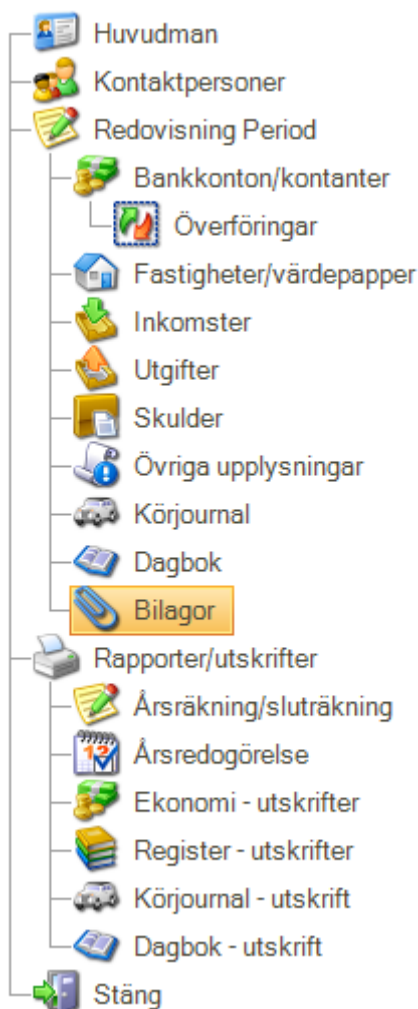 Huvudman
Kontaktpersoner
Redovisning Period
Bankkonton/kontanter
Överföringar
Fastigheter/värdepapper
Inkomster
Utgifter
Skulder
Övriga upplysningar
Körjournal
Dagbok
Bilagor
Rapporter/utskrifter
Årsräkning/sluträkning
12
Årsredogörelse
Ekonomi - utskrifter
Register - utskrifter
Körjournal - utskrift
Dagbok - utskrift
Stäng